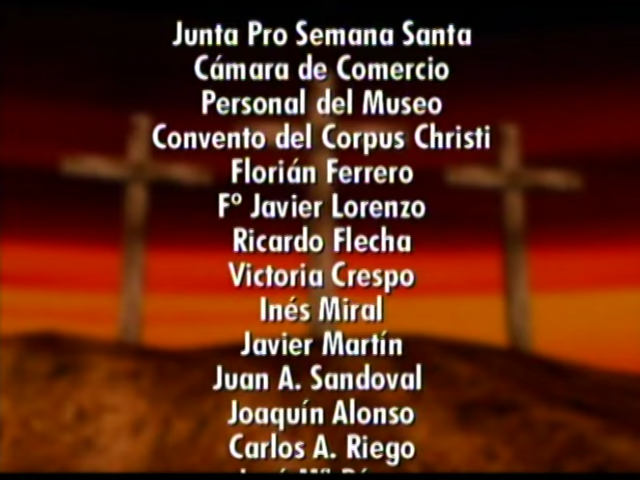 Junta Pro Semana Santa
Cámara de Comercio
Personal del Museo
Convento del Corpus Christi
Florián Ferrero
Fº Javier Lorenzo
Ricardo Flecha
Victoria Crespo
Inés Miral
Javier Martín
Juan A. Sandoval
Joaquín Alonso
Carlos A. Riego